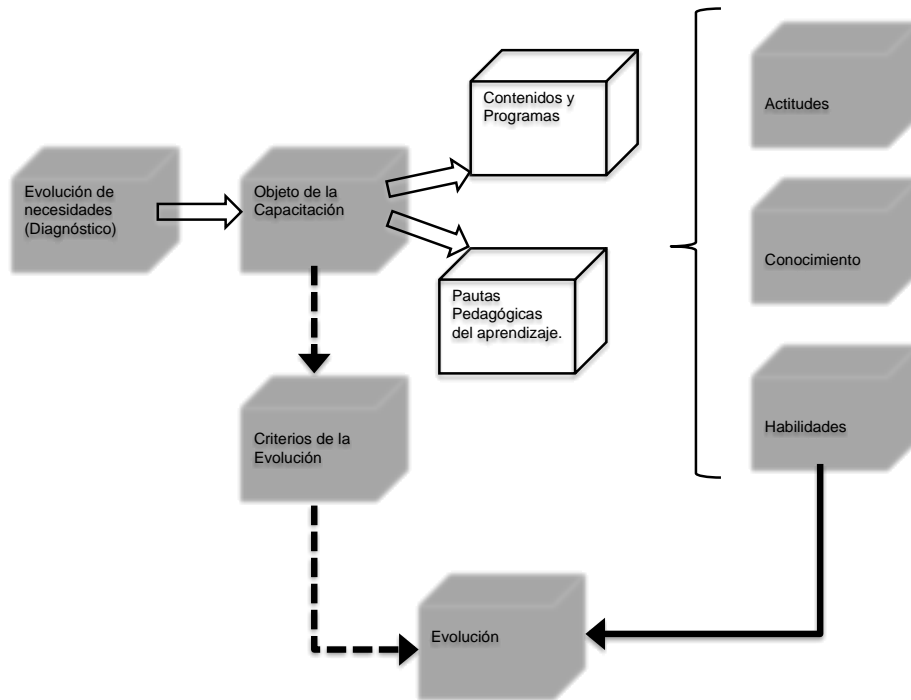 Contenidos y
Programas
Actitudes
Evolución de
necesidades
(Diagnóstico)
Objeto de la
Capacitación
Conocimiento
Pautas
Pedagógicas
del aprendizaje.
Criterios de la
Evolución
Habilidades
Evolución